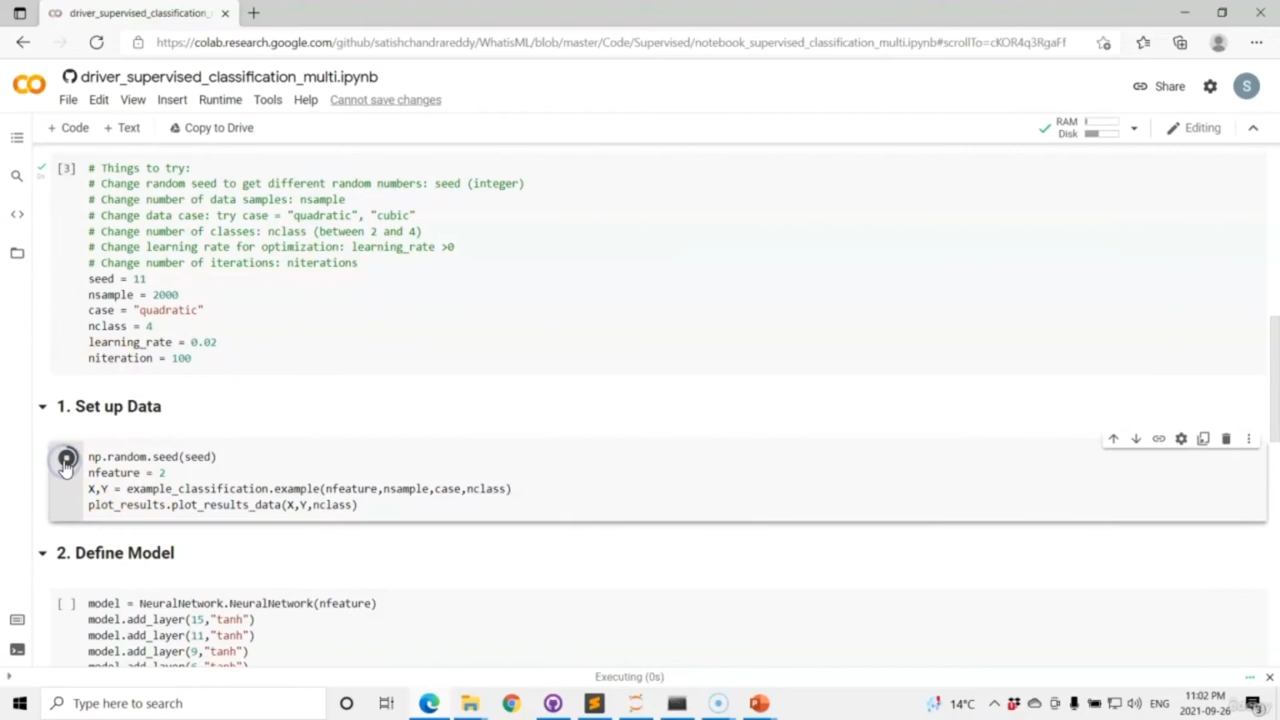 driver_supervised_classification_
https://colab.research.google.com/github/satishchandrareddy/WhatisML/blob/master/Code/Supervised/notebook_supervised_classification_multi.ipynb#scrollTo=cKOR4q3RgaFf
driver_supervised_classification_multi.ipynb
Share
S
File Edit View Insert Runtime Tools Help Cannot save changes
+ Code + Text Copy to Drive
RAM
Disk
Editing
[3] # Things to try:
# Change random seed to get different random numbers: seed (integer)
# Change number of data samples: nsample
# Change data case: try case = "quadratic", "cubic"
# Change number of classes: nclass (between 2 and 4)
# Change learning rate for optimization: learning_rate >0
# Change number of iterations: niterations
seed = 11
nsample = 2000
case = "quadratic"
nclass = 4
learning_rate = 0.02
niteration = 100
1. Set up Data
np.random.seed(seed)
nfeature = 2
X,Y = example_classification.example(nfeature,nsample,case,nclass)
plot_results.plot_results_data(X,Y,nclass)
2. Define Model
[ ] model = NeuralNetwork.NeuralNetwork(nfeature)
model.add_layer(15,"tanh")
model.add_layer(11,"tanh")
model.add_layer(9,"tanh")
model.add_layer(6,"tanh")
Executing (0s)
Type here to search
14°C
ENG
11:02 PM
2021-09-26